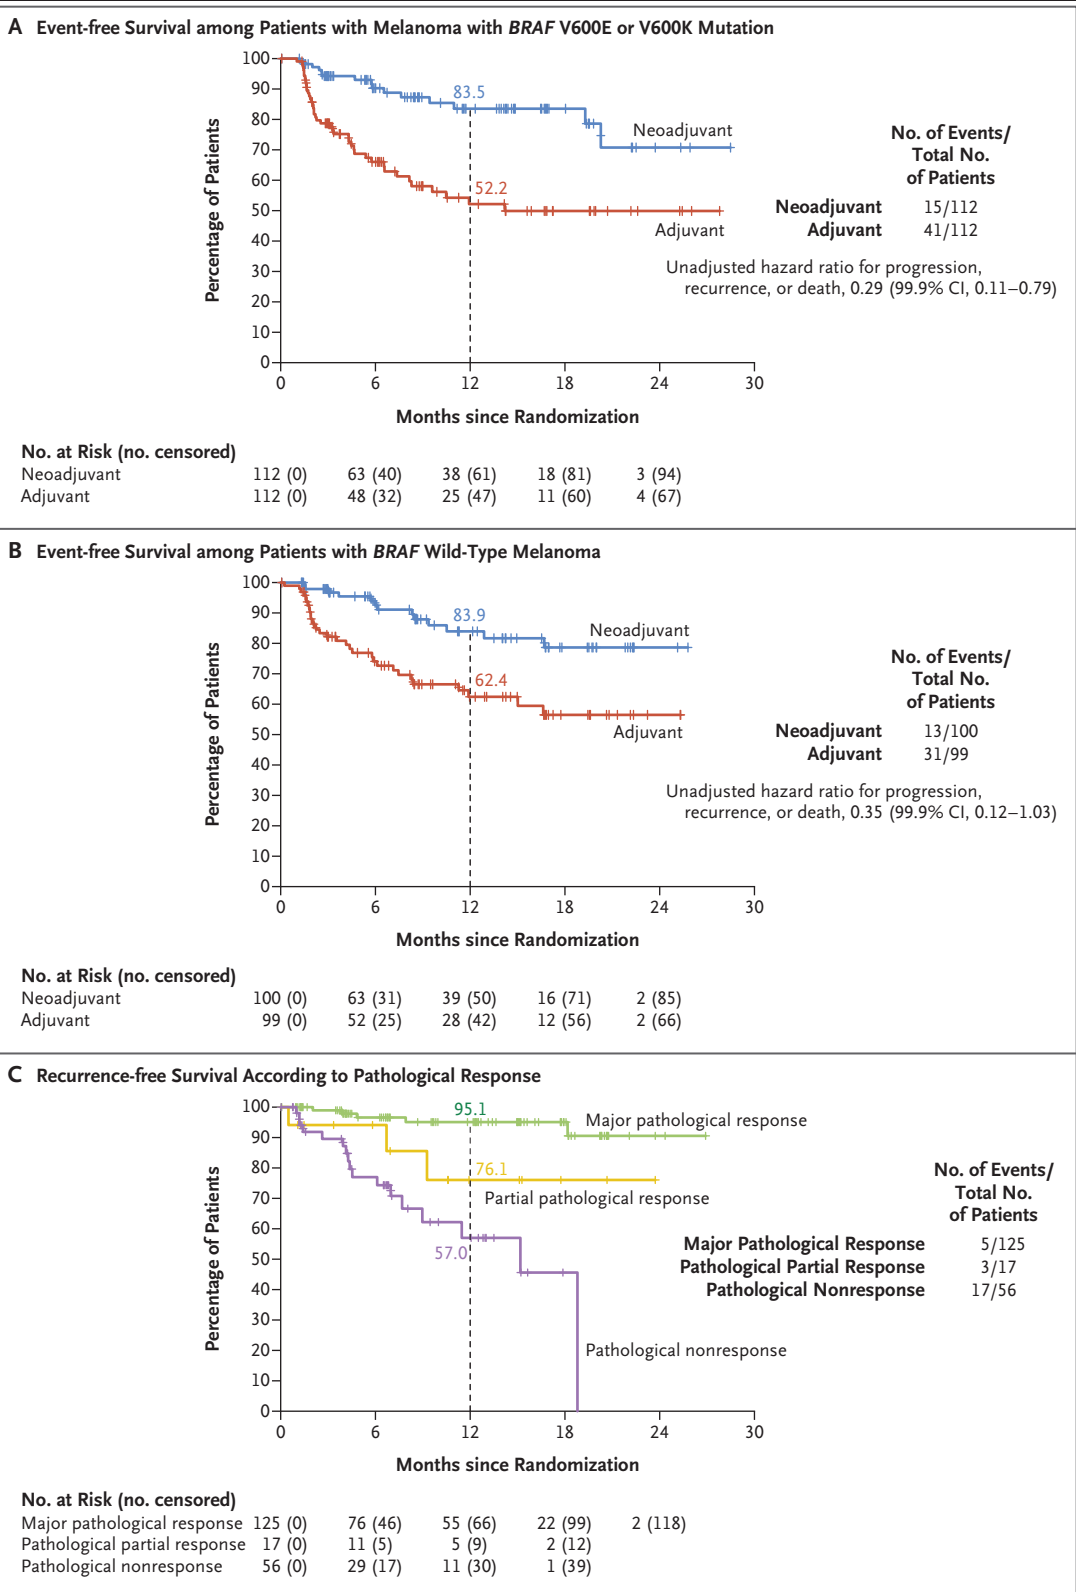 A Event-free Survival among Patients with Melanoma with BRAF V600E or V600K Mutation
Percentage of Patients
100
90
80
70
60
50
40
30
20
10
0
83.5
52.2
Neoadjuvant
Adjuvant
0 6 12 18 24 30
Months since Randomization
No. of Events/
Total No.
of Patients
Neoadjuvant 15/112
Adjuvant 41/112
Unadjusted hazard ratio for progression,
recurrence, or death, 0.29 (99.9% CI, 0.11–0.79)
No. at Risk (no. censored)
Neoadjuvant 112 (0) 63 (40) 38 (61) 18 (81) 3 (94)
Adjuvant 112 (0) 48 (32) 25 (47) 11 (60) 4 (67)
B Event-free Survival among Patients with BRAF Wild-Type Melanoma
Percentage of Patients
100
90
80
70
60
50
40
30
20
10
0
83.9
62.4
Neoadjuvant
Adjuvant
0 6 12 18 24 30
Months since Randomization
No. of Events/
Total No.
of Patients
Neoadjuvant 13/100
Adjuvant 31/99
Unadjusted hazard ratio for progression,
recurrence, or death, 0.35 (99.9% CI, 0.12–1.03)
No. at Risk (no. censored)
Neoadjuvant 100 (0) 63 (31) 39 (50) 16 (71) 2 (85)
Adjuvant 99 (0) 52 (25) 28 (42) 12 (56) 2 (66)
C Recurrence-free Survival According to Pathological Response
Percentage of Patients
100
90
80
70
60
50
40
30
20
10
0
95.1
76.1
57.0
Major pathological response
Partial pathological response
Pathological nonresponse
0 6 12 18 24 30
Months since Randomization
No. of Events/
Total No.
of Patients
Major Pathological Response 5/125
Pathological Partial Response 3/17
Pathological Nonresponse 17/56
No. at Risk (no. censored)
Major pathological response 125 (0) 76 (46) 55 (66) 22 (99) 2 (118)
Pathological partial response 17 (0) 11 (5) 5 (9) 2 (12)
Pathological nonresponse 56 (0) 29 (17) 11 (30) 1 (39)